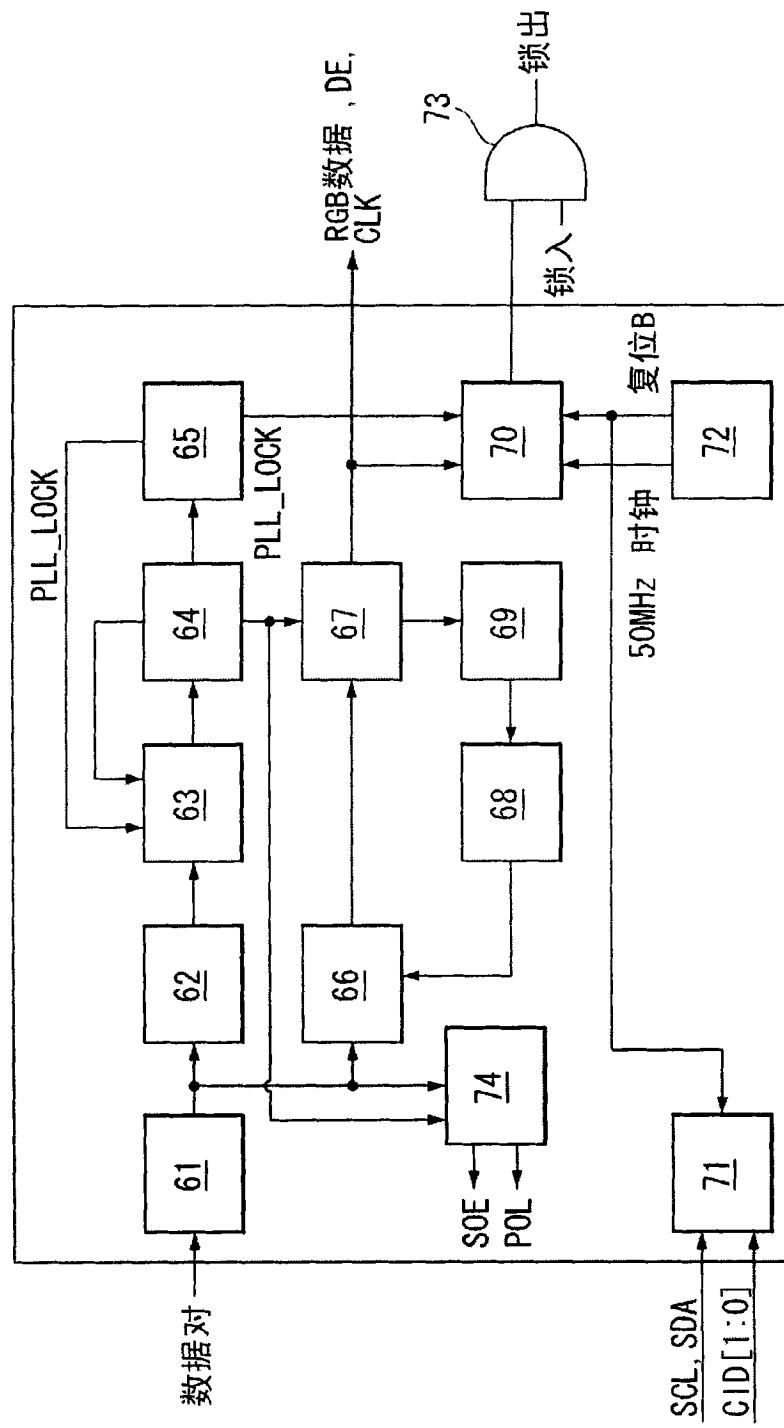 PLL_LOCK
数据对
61
62
63
64
65
PLL_LOCK
RGB数据 , DE,
CLK
66
67
74
SOE
POL
68
69
70
73
锁入
锁出
50MHz 时钟
复位B
71
72
SCL, SDA
CID[1:0]